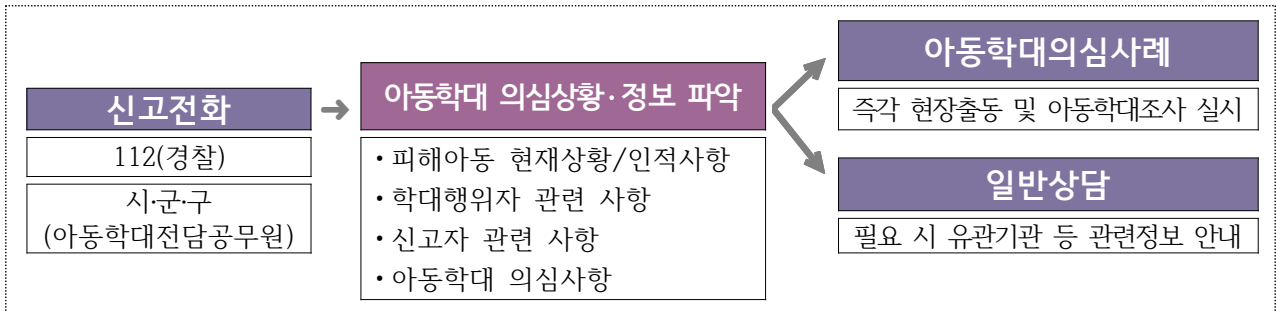 신고전화
112(경찰)
시·군·구
(아동학대전담공무원)
아동학대 의심상황·정보 파악
•피해아동 현재상황/인적사항
•학대행위자 관련 사항
•신고자 관련 사항
•아동학대 의심사항
아동학대의심사례
즉각 현장출동 및 아동학대조사 실시
일반상담
필요 시 유관기관 등 관련정보 안내